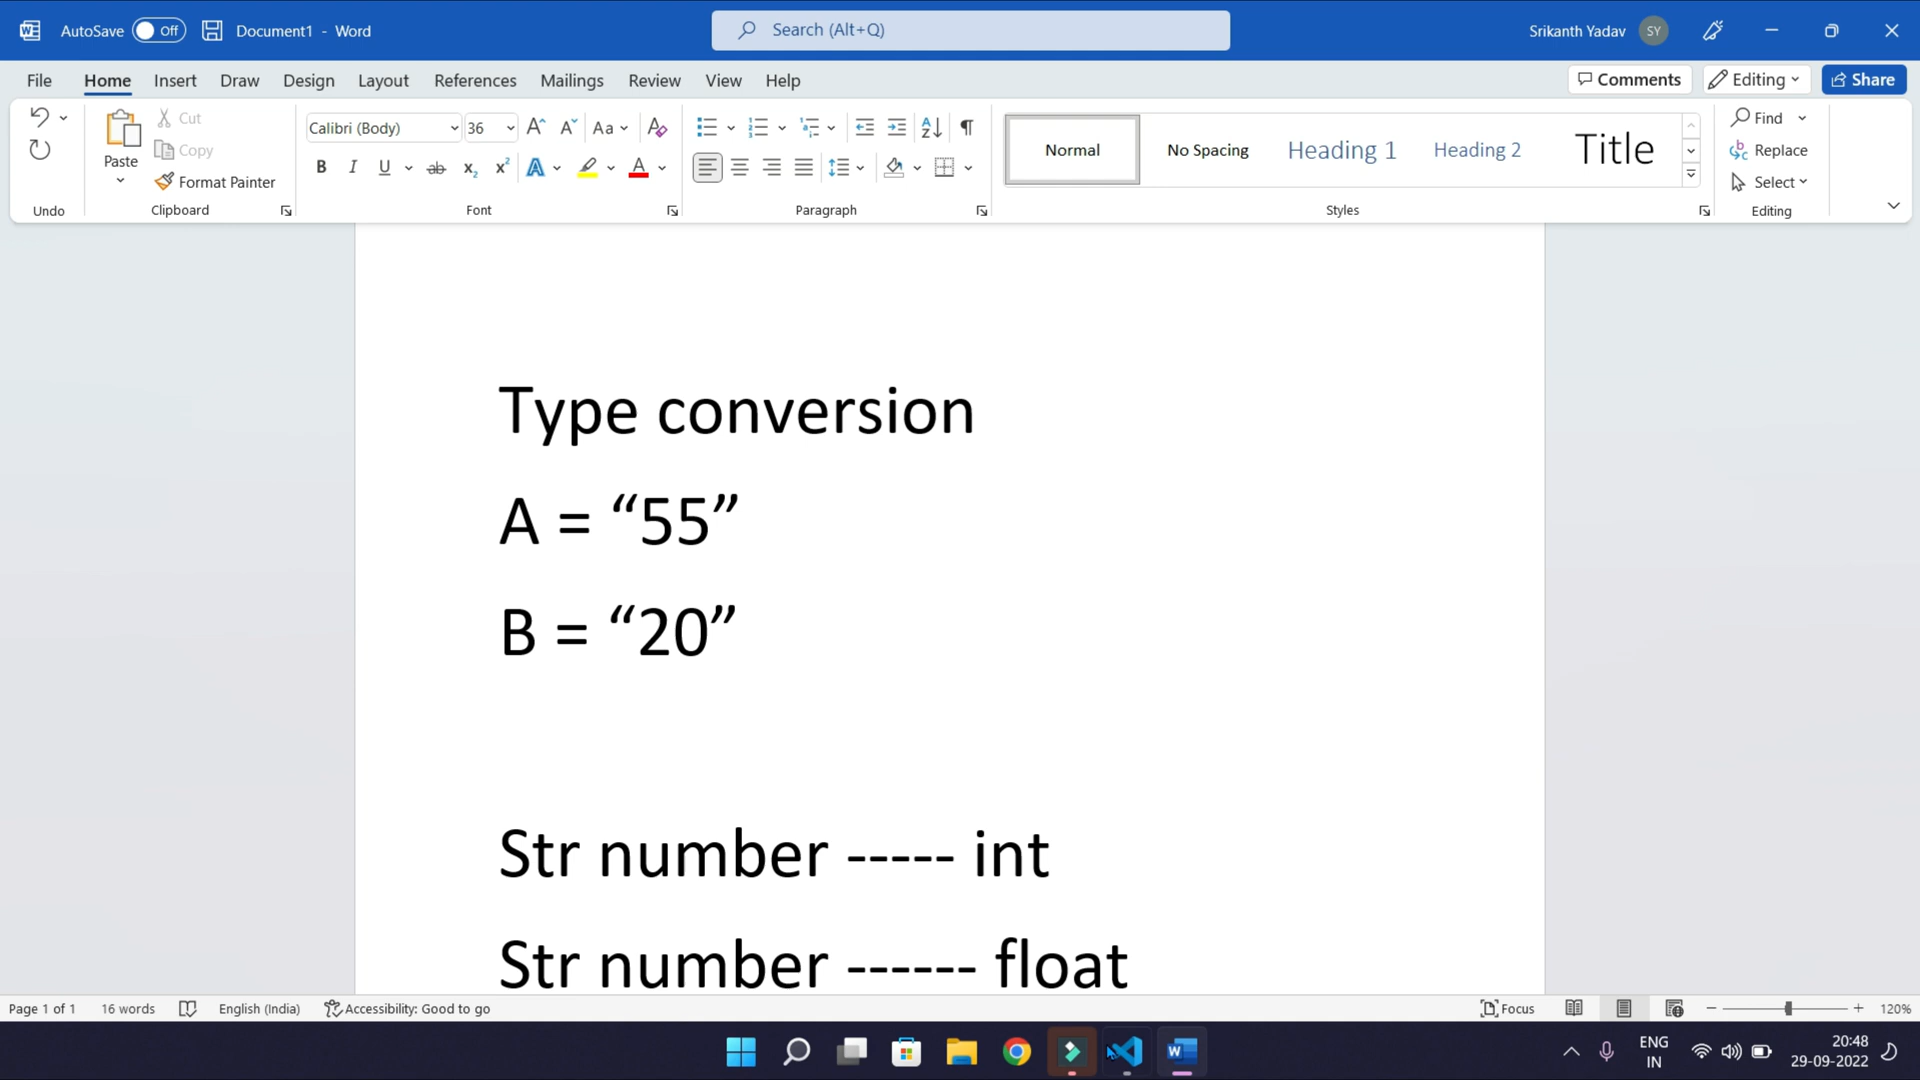 AutoSave Off Document1 - Word Search (Alt+Q) Srikanth Yadav SY
File Home Insert Draw Design Layout References Mailings Review View Help Comments Editing Share
Undo
Paste
Cut
Copy
Format Painter
Clipboard
Calibri (Body) 36
Font
Paragraph
Normal No Spacing Heading 1 Heading 2 Title
Styles
Find
Replace
Select
Editing
Type conversion
A = “55”
B = “20”
Str number ----- int
Str number ------ float
Page 1 of 1 16 words English (India) Accessibility: Good to go Focus 120%
ENG
IN
20:48
29-09-2022